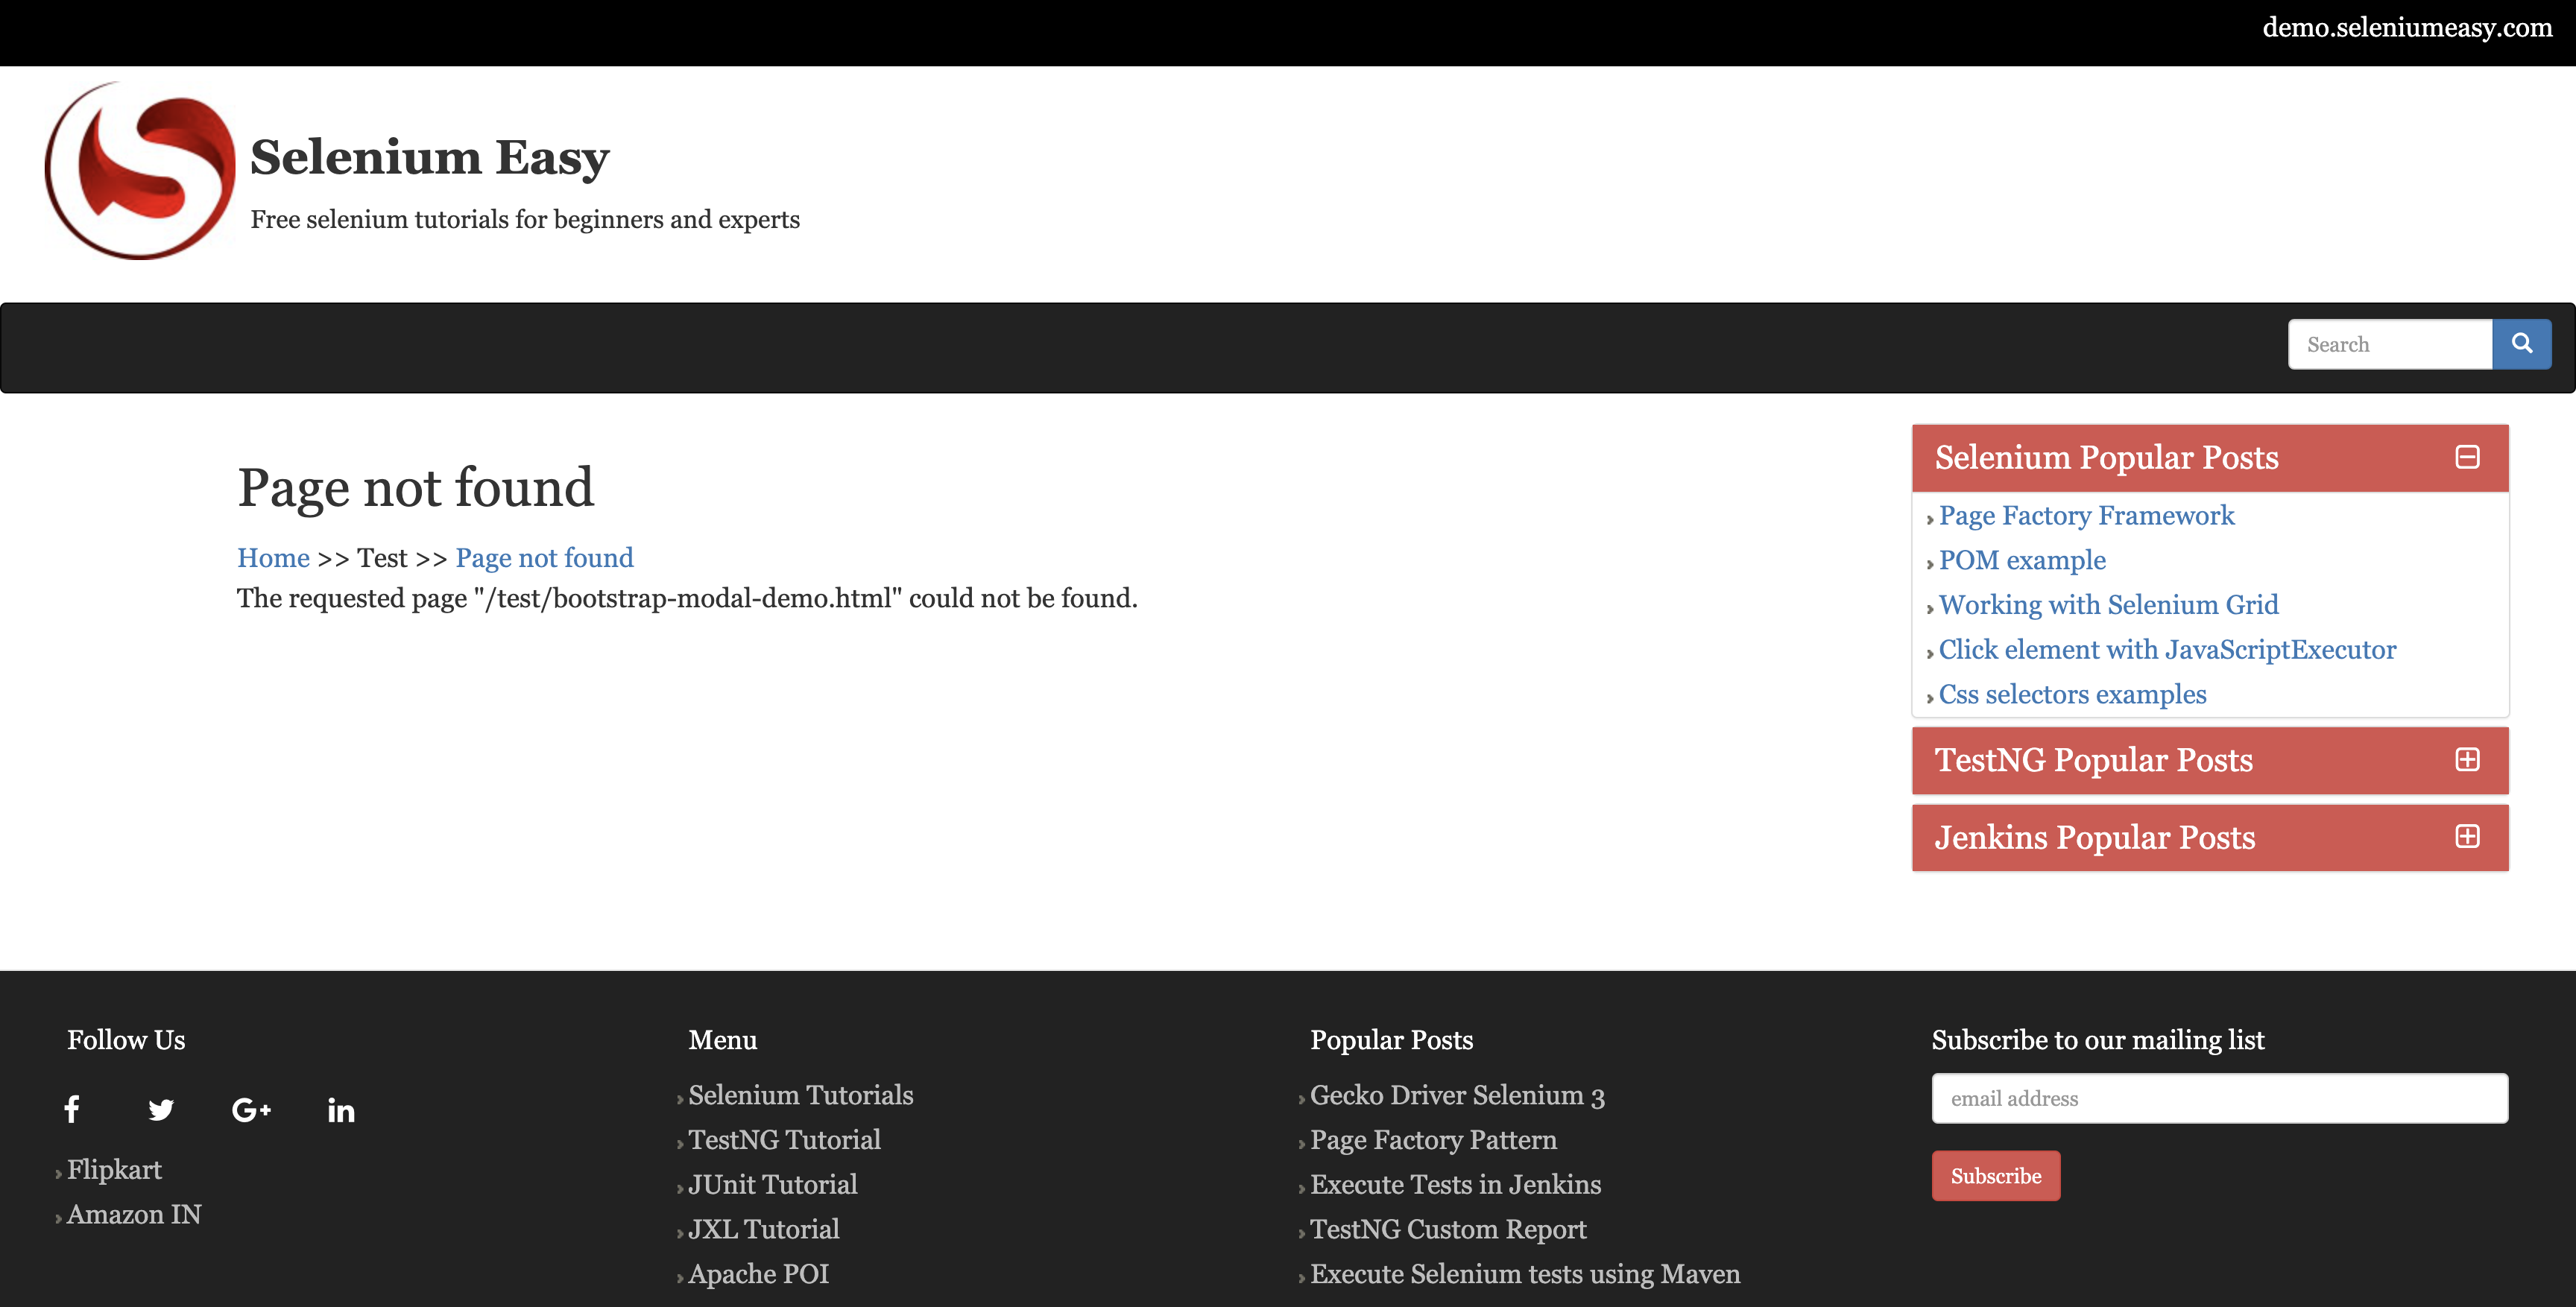 demo.seleniumeasy.com
Selenium Easy
Free selenium tutorials for beginners and experts
Search
Page not found
Home >> Test >> Page not found
The requested page "/test/bootstrap-modal-demo.html" could not be found.
Selenium Popular Posts
Page Factory Framework
POM example
Working with Selenium Grid
Click element with JavaScriptExecutor
Css selectors examples
TestNG Popular Posts
Jenkins Popular Posts
Follow Us
Flipkart
Amazon IN
Menu
Selenium Tutorials
TestNG Tutorial
JUnit Tutorial
JXL Tutorial
Apache POI
Popular Posts
Gecko Driver Selenium 3
Page Factory Pattern
Execute Tests in Jenkins
TestNG Custom Report
Execute Selenium tests using Maven
Subscribe to our mailing list
email address
Subscribe